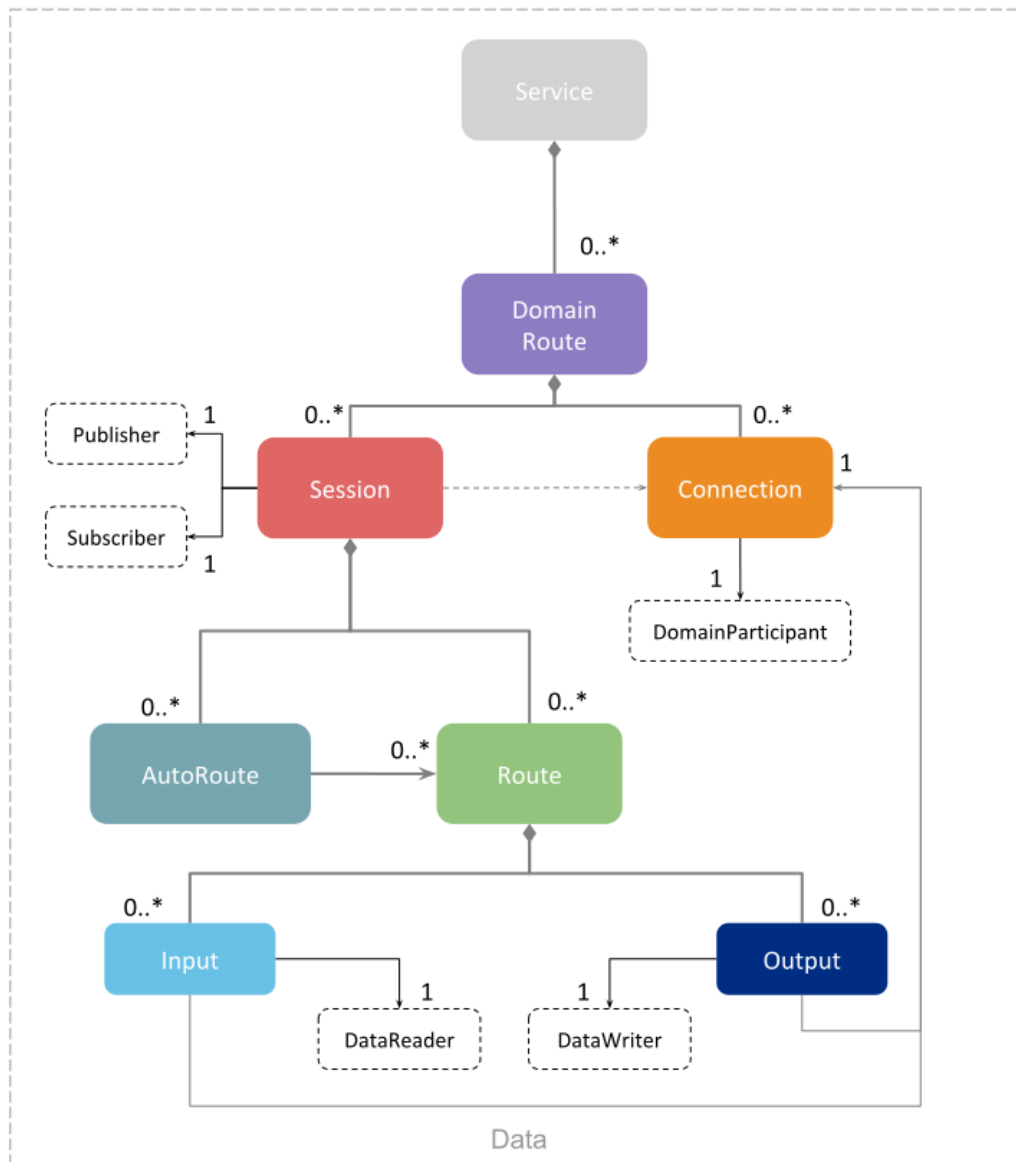 Service
0..*
Domain
Route
0..*
0..*
1
Publisher
Session
Connection
1
Subscriber
1
1
DomainParticipant
0..*
0..*
AutoRoute
0..*
Route
0..*
0..*
Input
Output
1
1
DataReader
DataWriter
Data